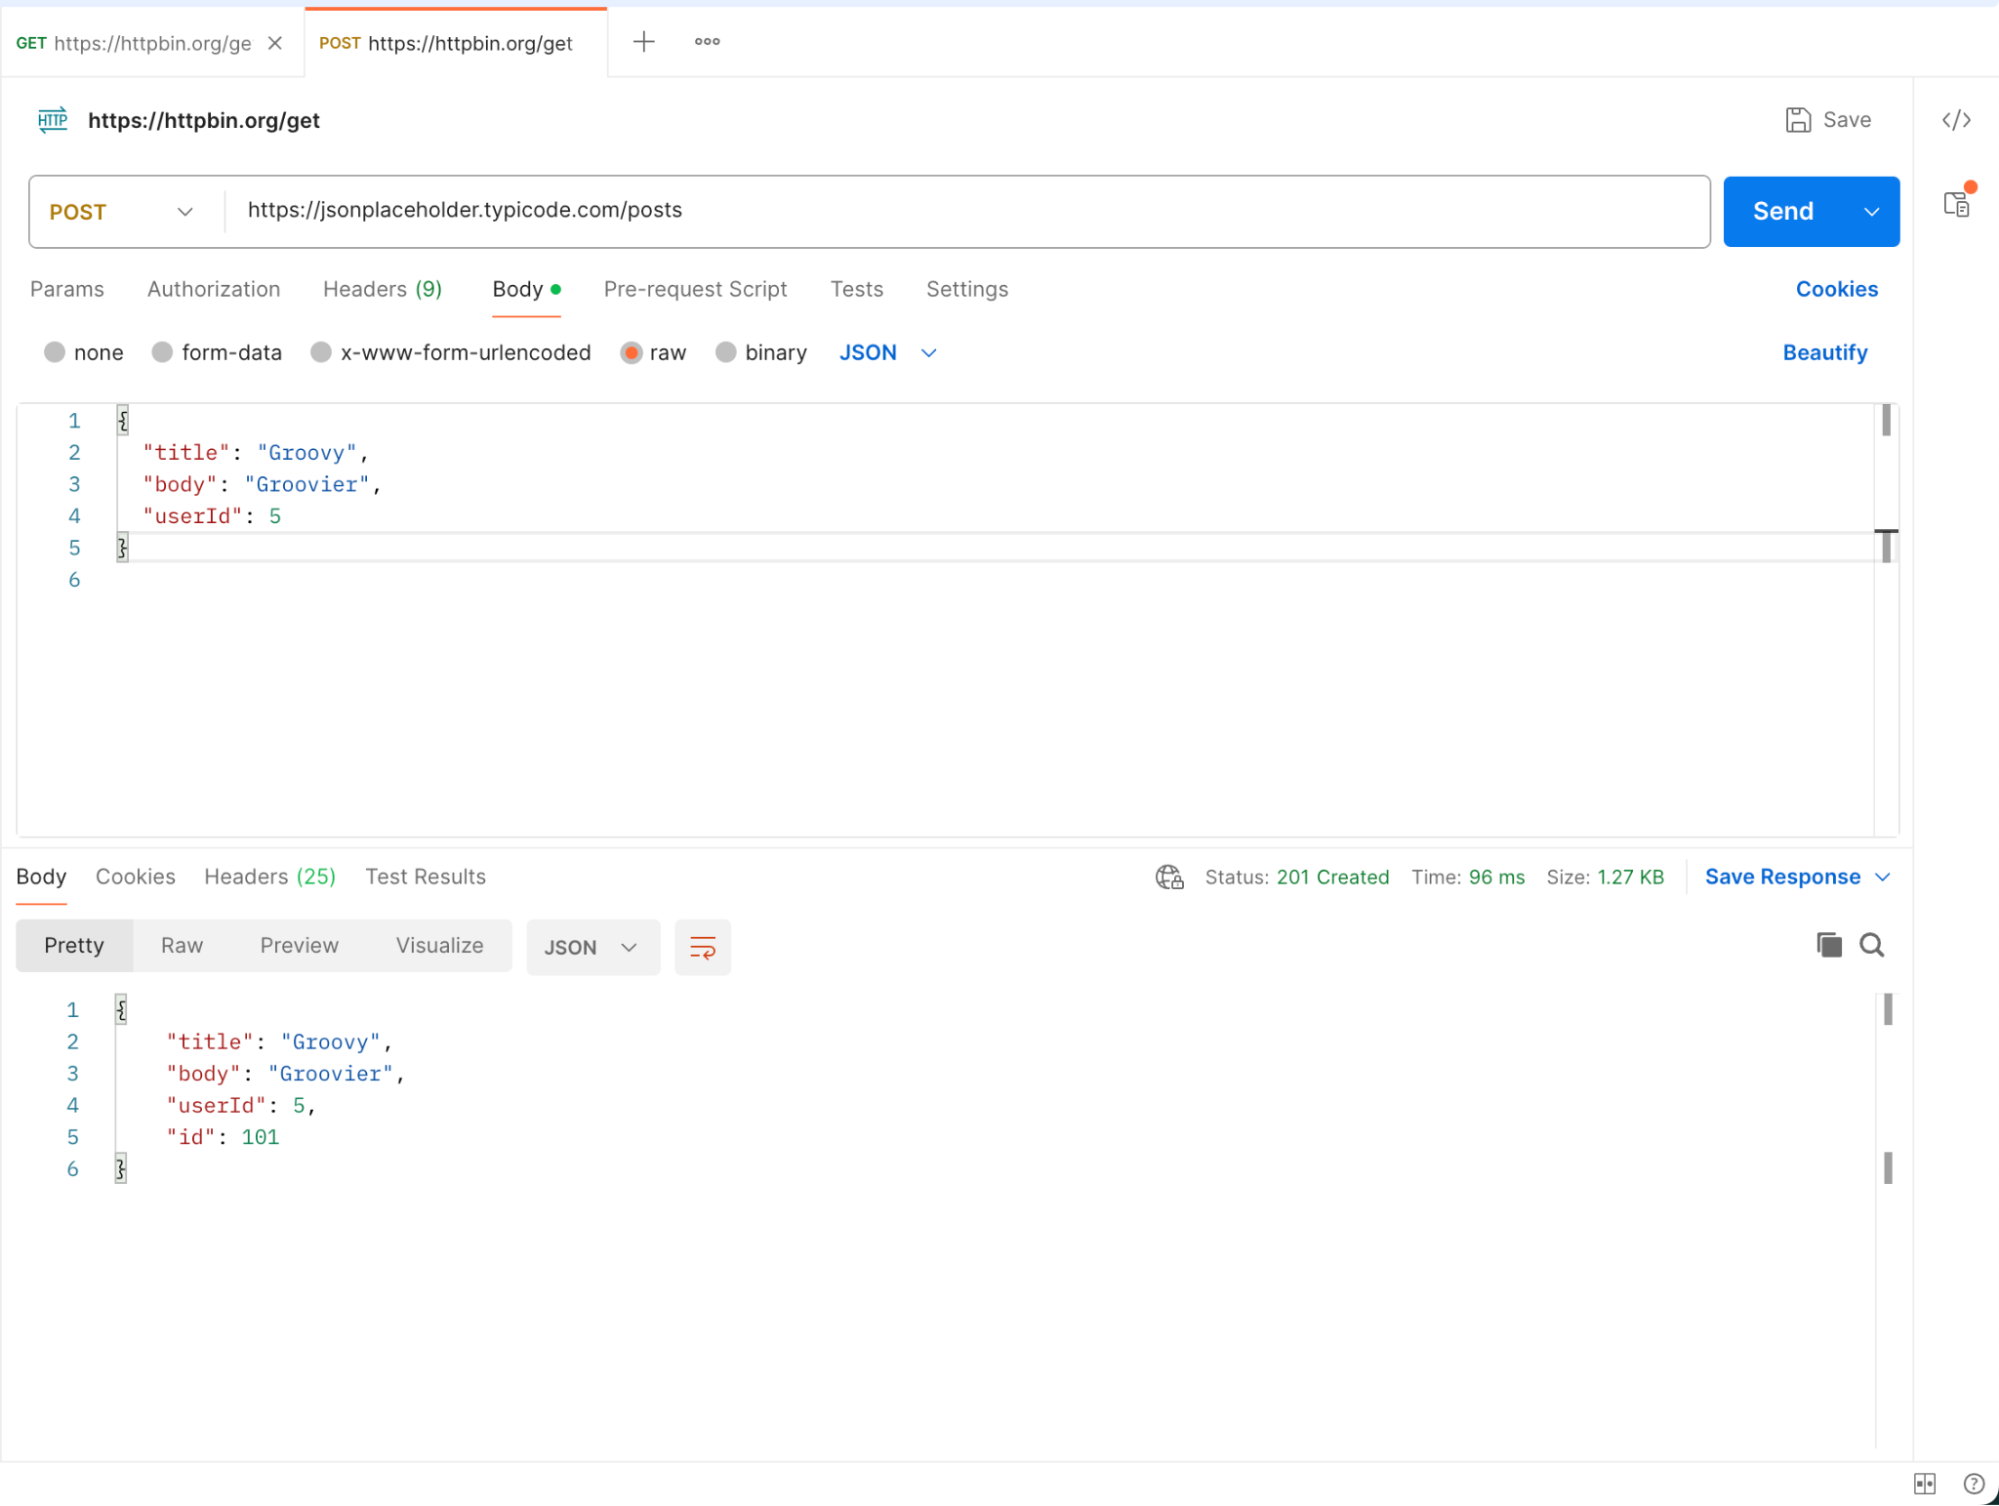 GET https://httpbin.org/ge POST https://httpbin.org/get
HTTP https://httpbin.org/get Save </>
POST https://jsonplaceholder.typicode.com/posts Send
Params Authorization Headers (9) Body Pre-request Script Tests Settings Cookies
none form-data x-www-form-urlencoded raw binary JSON Beautify
1 {
2 "title": "Groovy",
3 "body": "Groovier",
4 "userId": 5
5 }
6
Body Cookies Headers (25) Test Results Status: 201 Created Time: 96 ms Size: 1.27 KB Save Response
Pretty Raw Preview Visualize JSON
1 {
2 "title": "Groovy",
3 "body": "Groovier",
4 "userId": 5,
5 "id": 101
6 }